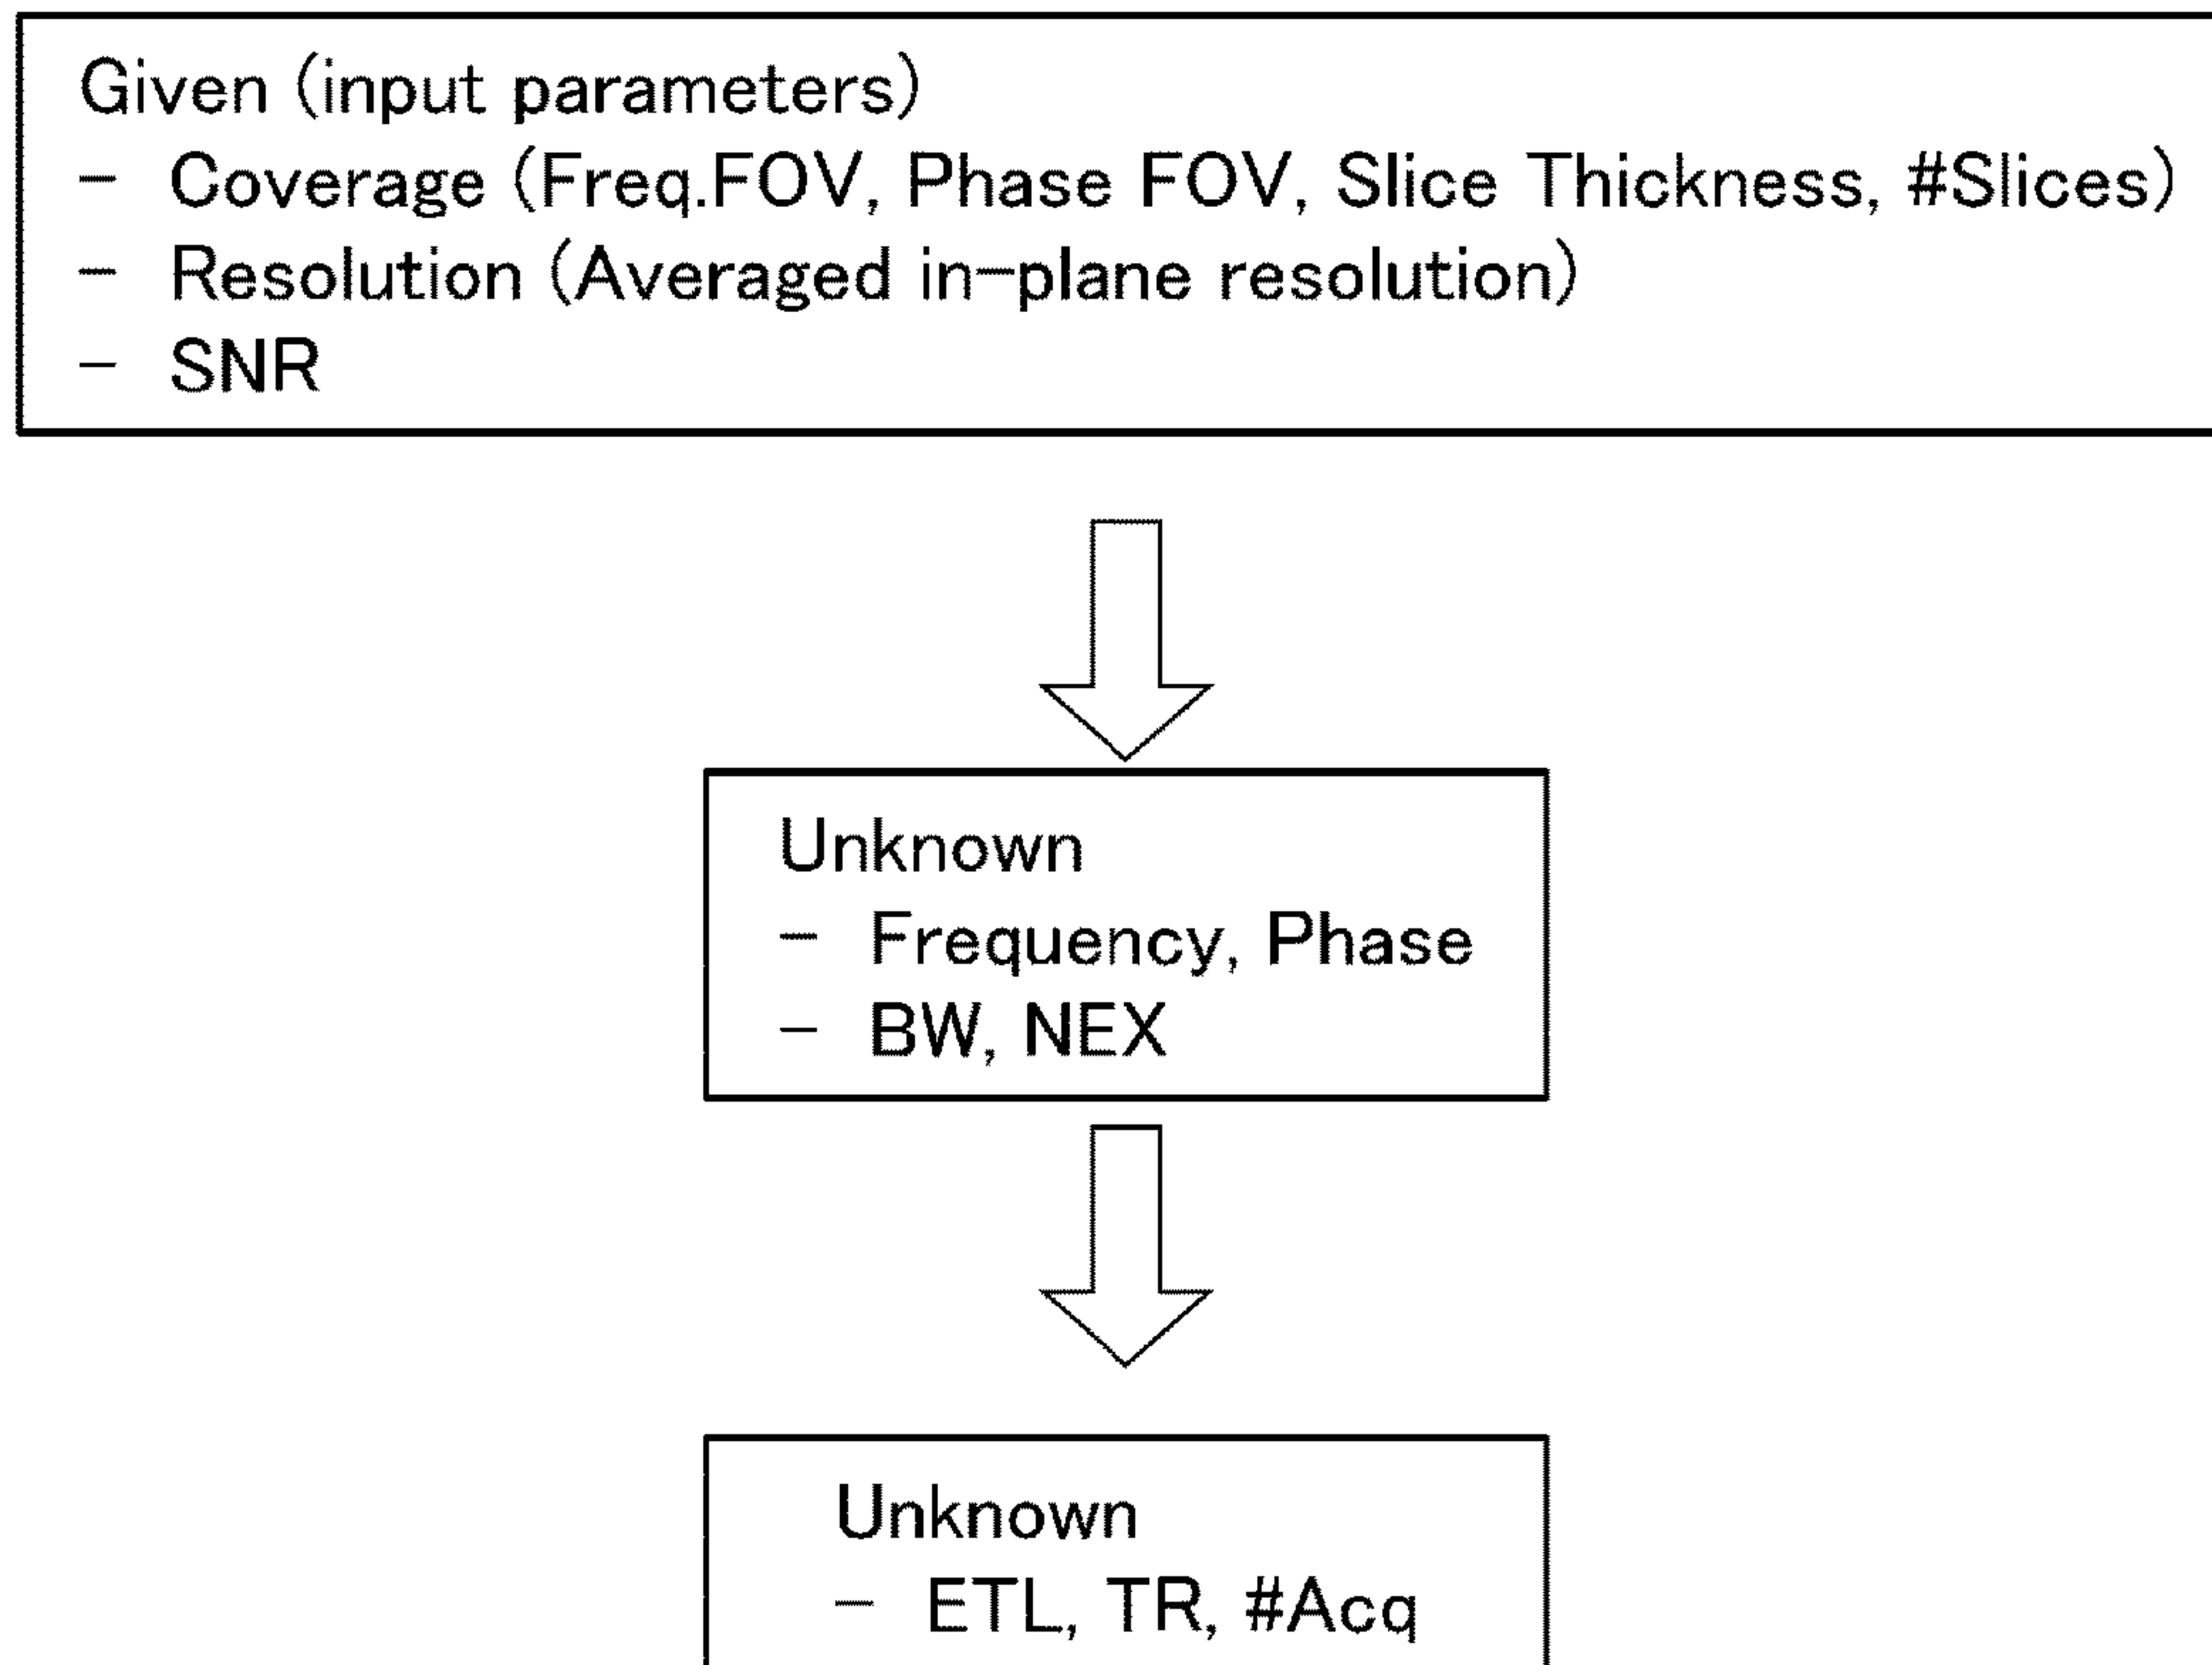 Given (input parameters)
- Coverage (Freq.FOV, Phase FOV, Slice Thickness, #Slices)
- Resolution (Averaged in-plane resolution)
- SNR
Unknown
- Frequency, Phase
- BW, NEX
Unknown
- ETL, TR, #Acq